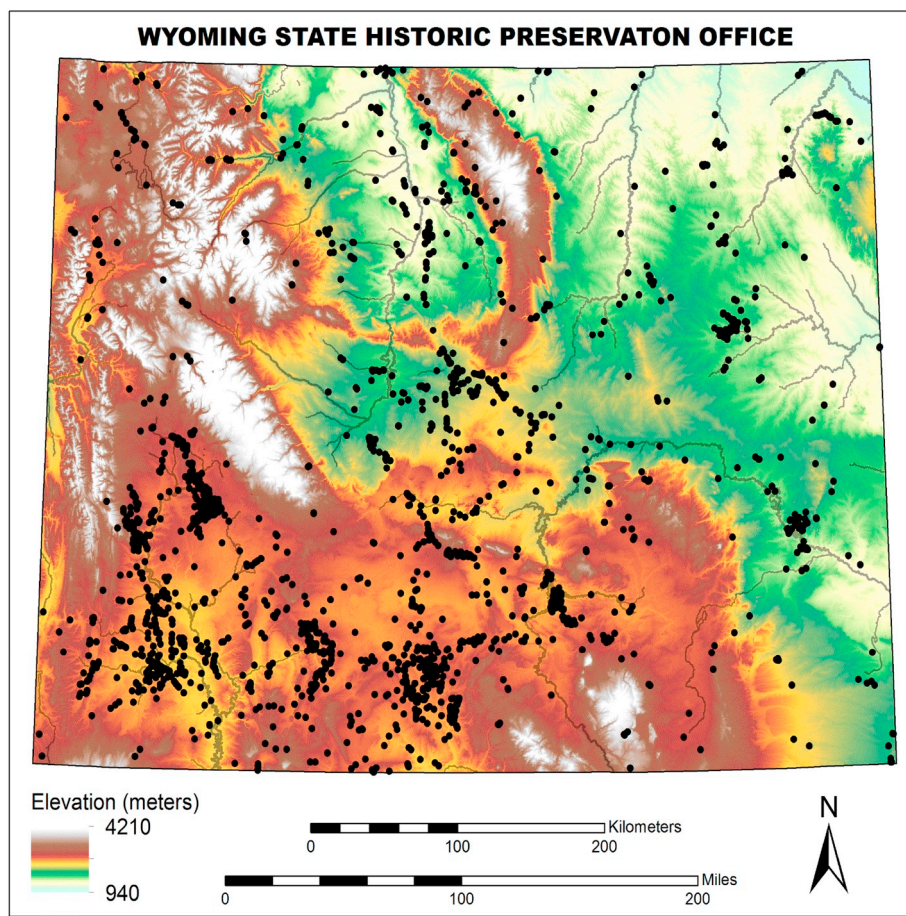 WYOMING STATE HISTORIC PRESERVATON OFFICE
Elevation (meters)
4210
940
Kilometers
0 100 200
Miles
0 100 200
N